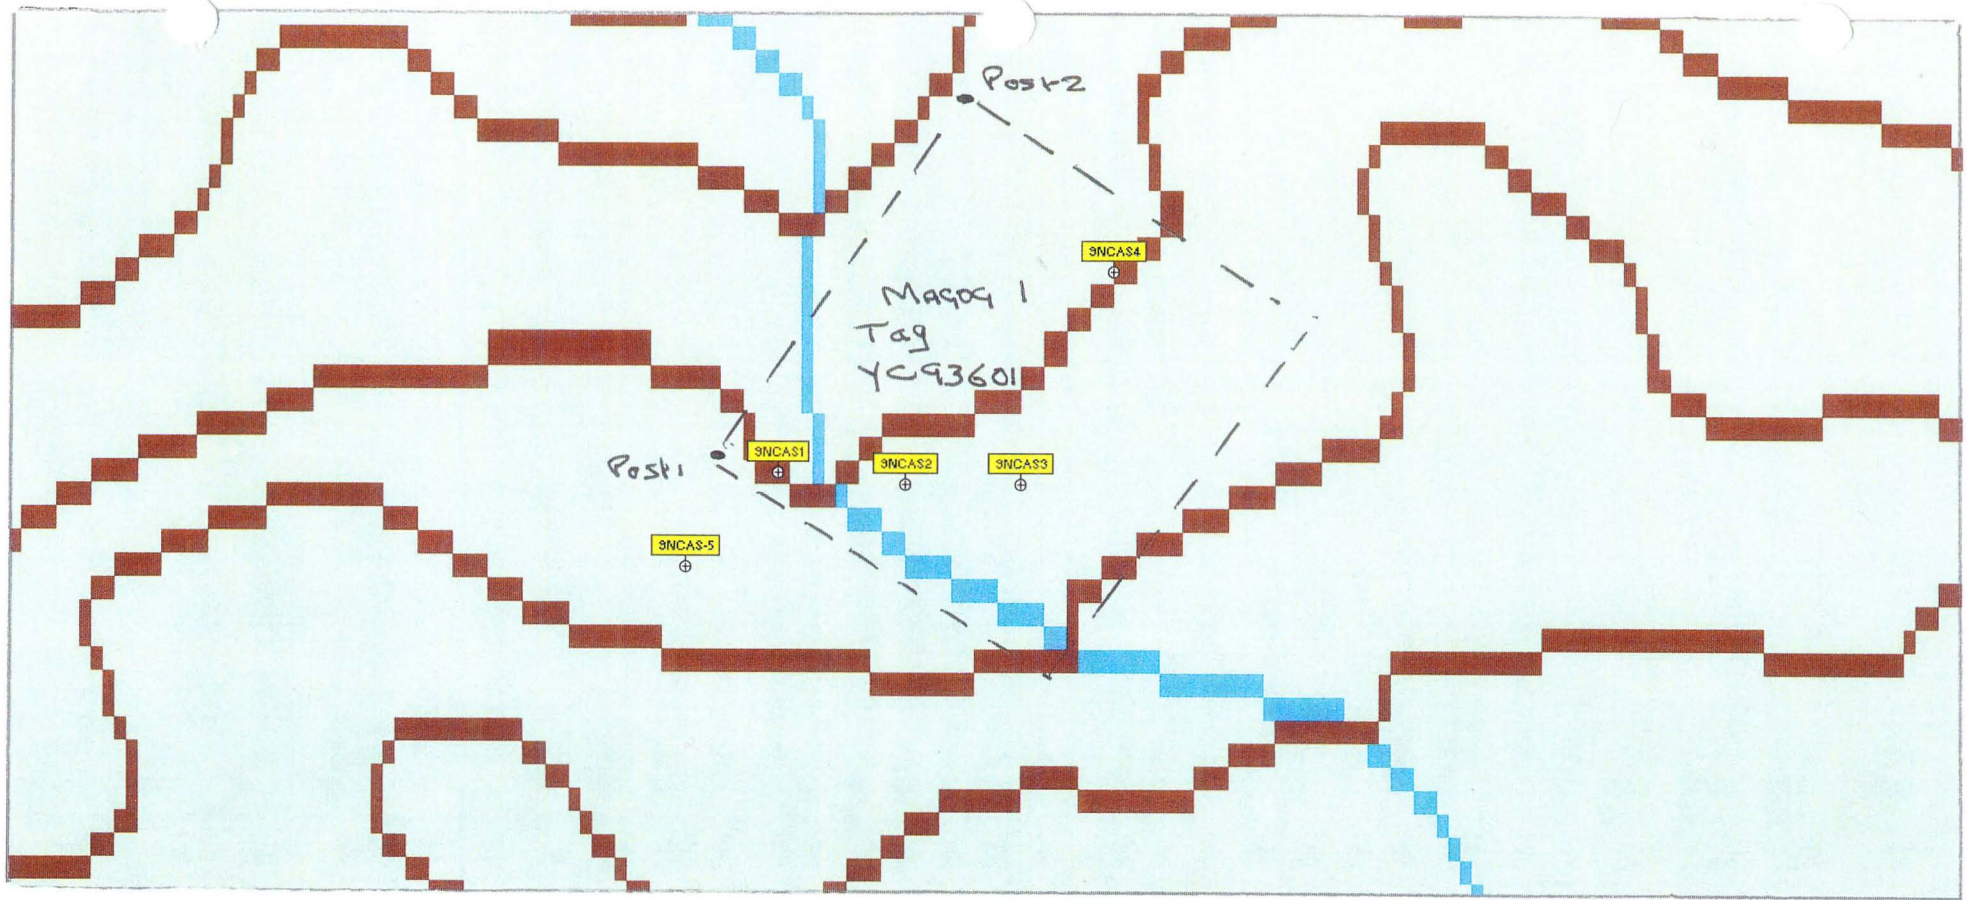 Post 2
9NCAS4
Magog 1
Tag
YC93601
9NCAS1
Post 1
9NCAS2
9NCAS3
9NCAS-5